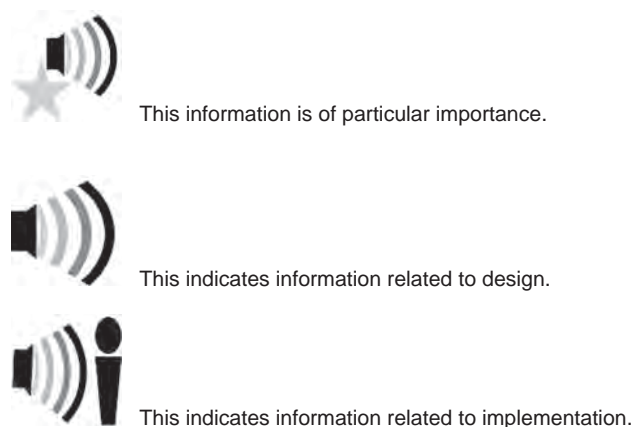 This information is of particular importance.
This indicates information related to design.
This indicates information related to implementation.